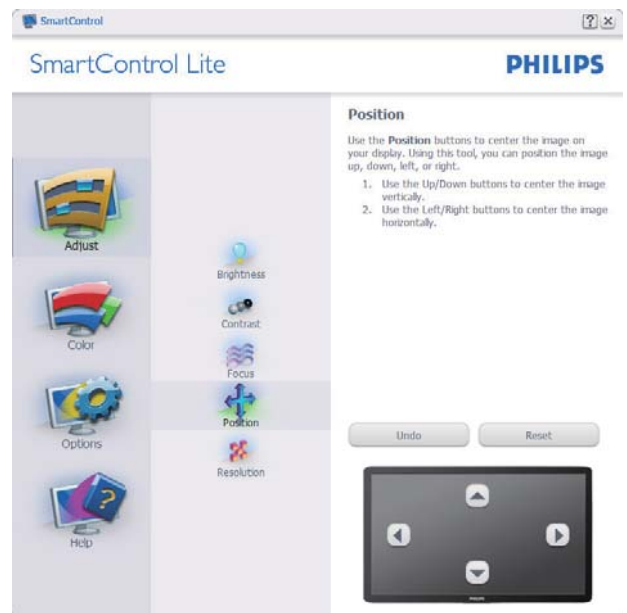 SmartControl
SmartControl Lite
PHILIPS
Adjust
Color
Options
Help
Brightness
Contrast
Focus
Position
Resolution
Position
Use the Position buttons to center the image on
your display. Using this tool, you can position the image
up, down, left, or right.
1. Use the Up/Down buttons to center the image
vertically.
2. Use the Left/Right buttons to center the image
horizontally.
Undo
Reset
PHILIPS